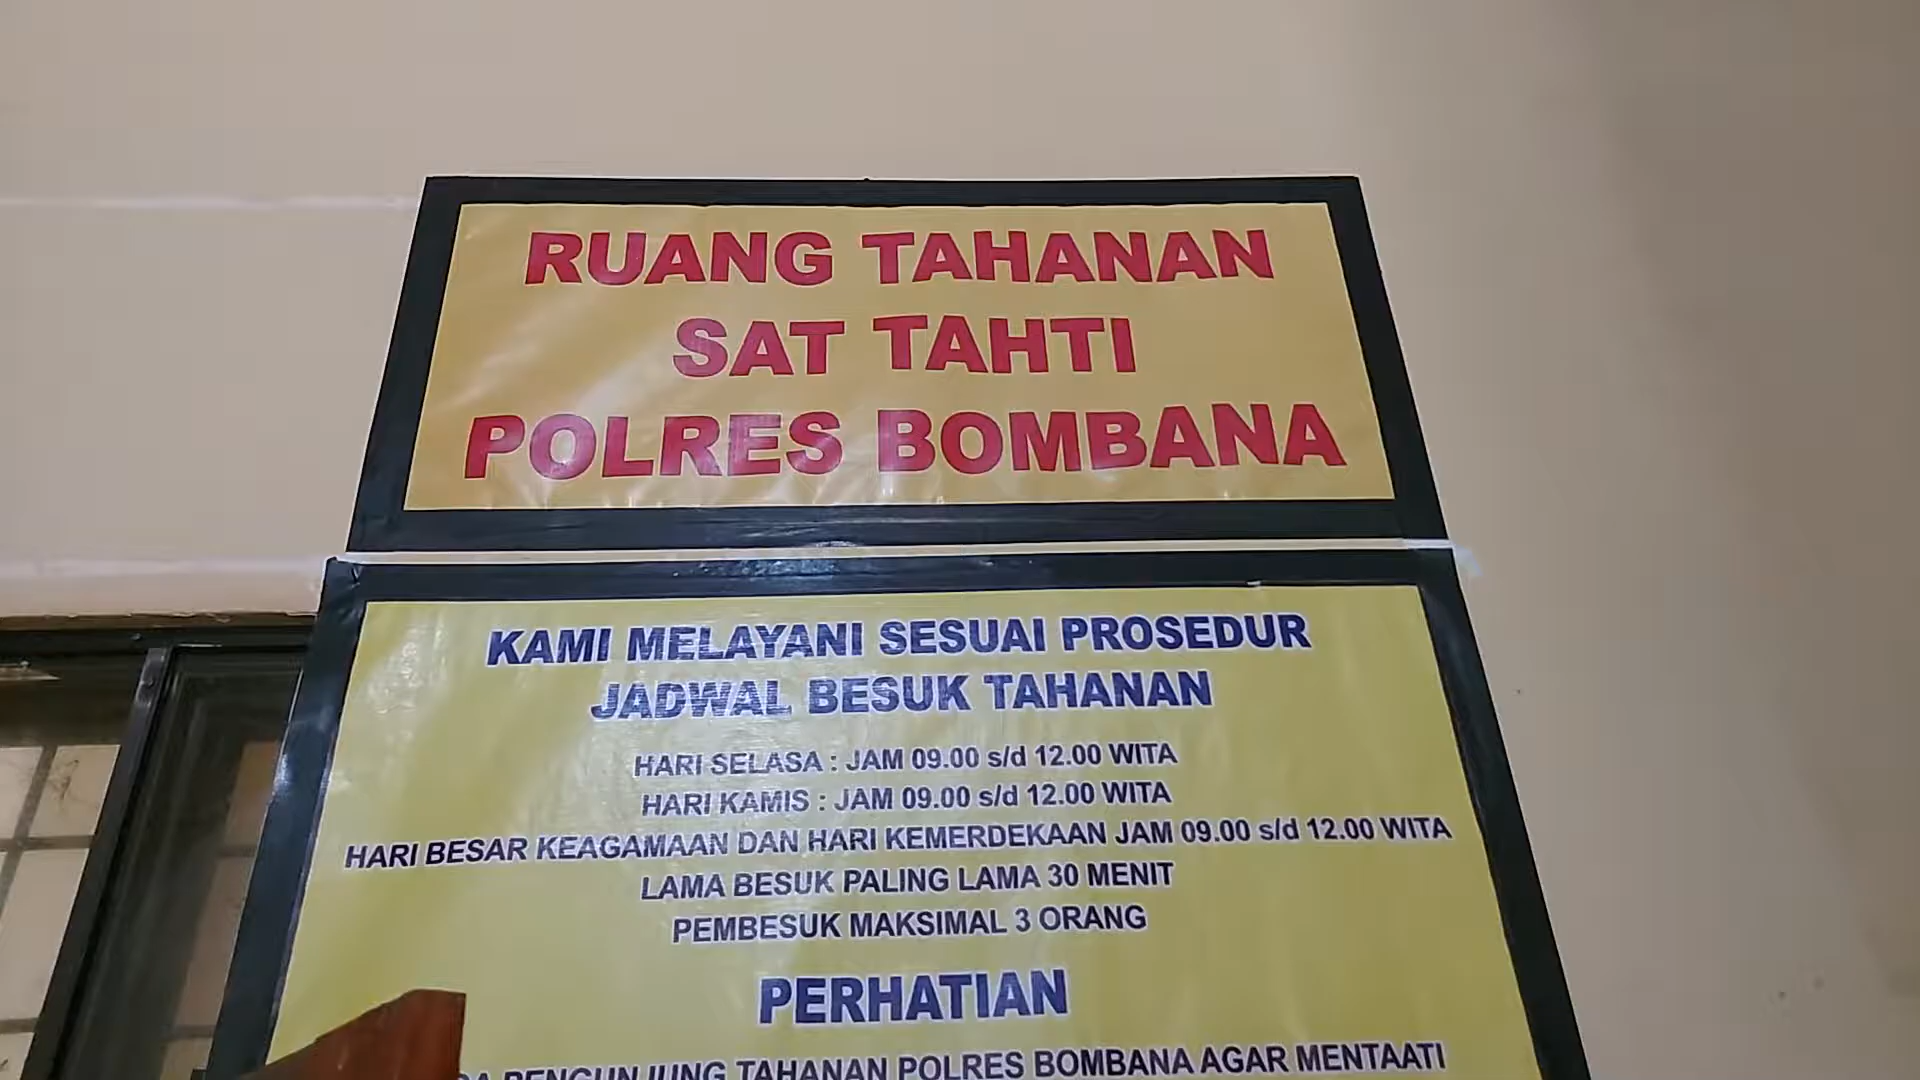 RUANG TAHANAN
SAT TAHTI
POLRES BOMBANA
KAMI MELAYANI SESUAI PROSEDUR
JADWAL BESUK TAHANAN
HARI SELASA : JAM 09.00 s/d 12.00 WITA
HARI KAMIS : JAM 09.00 s/d 12.00 WITA
HARI BESAR KEAGAMAAN DAN HARI KEMERDEKAAN JAM 09.00 s/d 12.00 WITA
LAMA BESUK PALING LAMA 30 MENIT
PEMBESUK MAKSIMAL 3 ORANG
PERHATIAN
PENGUNJUNG TAHANAN POLRES BOMBANA AGAR MENTAATI